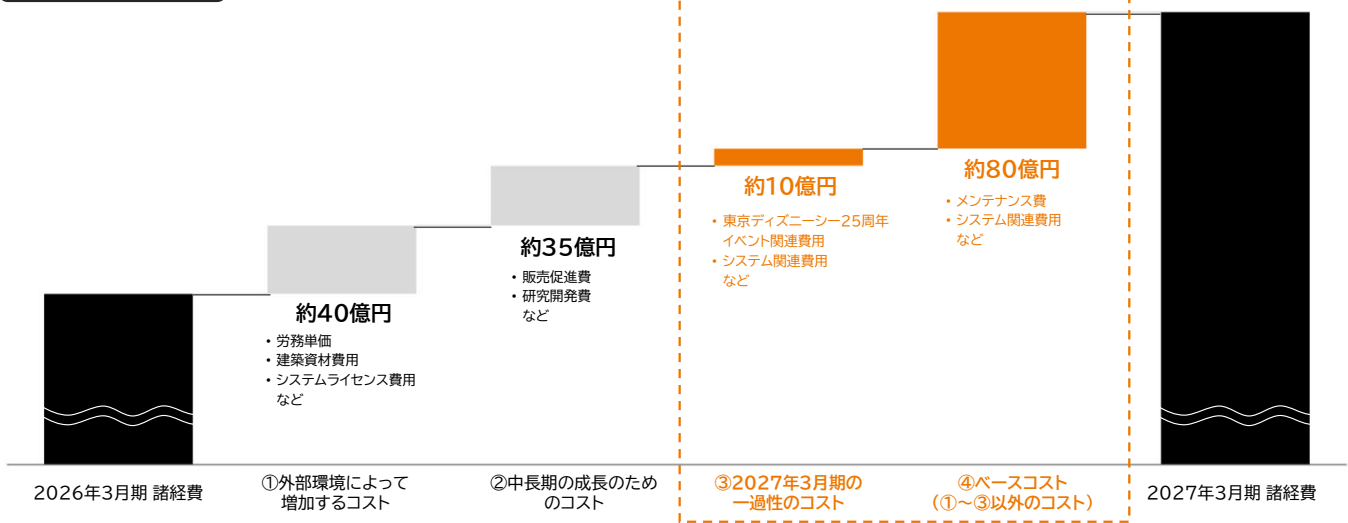 約40億円
・労務単価
・建築資材費用
・システムライセンス費用
など
約35億円
・販売促進費
・研究開発費
など
約10億円
・東京ディズニーシー25周年
イベント関連費用
・システム関連費用
など
約80億円
・メンテナンス費
・システム関連費用
など
2026年3月期 諸経費
①外部環境によって
増加するコスト
②中長期の成長のため
のコスト
③2027年3月期の
一過性のコスト
④ベースコスト
(①~③以外のコスト)
2027年3月期 諸経費